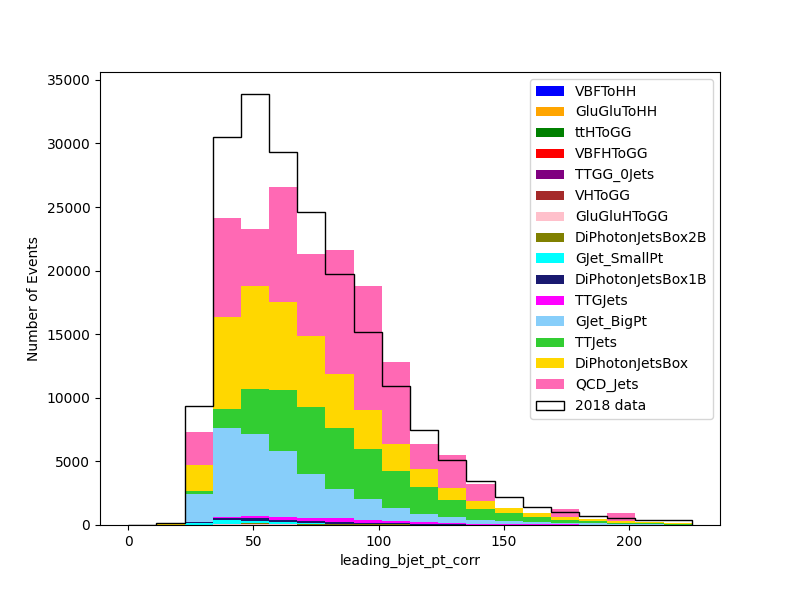 35000
30000
25000
20000
15000
10000
5000
0
Number of Events
0
50
100
150
200
leading_bjet_pt_corr
VBFToHH
GluGluToHH
ttHToGG
VBFHToGG
TTGG_0Jets
VHToGG
GluGluHToGG
DiPhotonJetsBox2B
GJet_SmallPt
DiPhotonJetsBox1B
TTGJets
GJet_BigPt
TTJets
DiPhotonJetsBox
QCD_Jets
2018 data